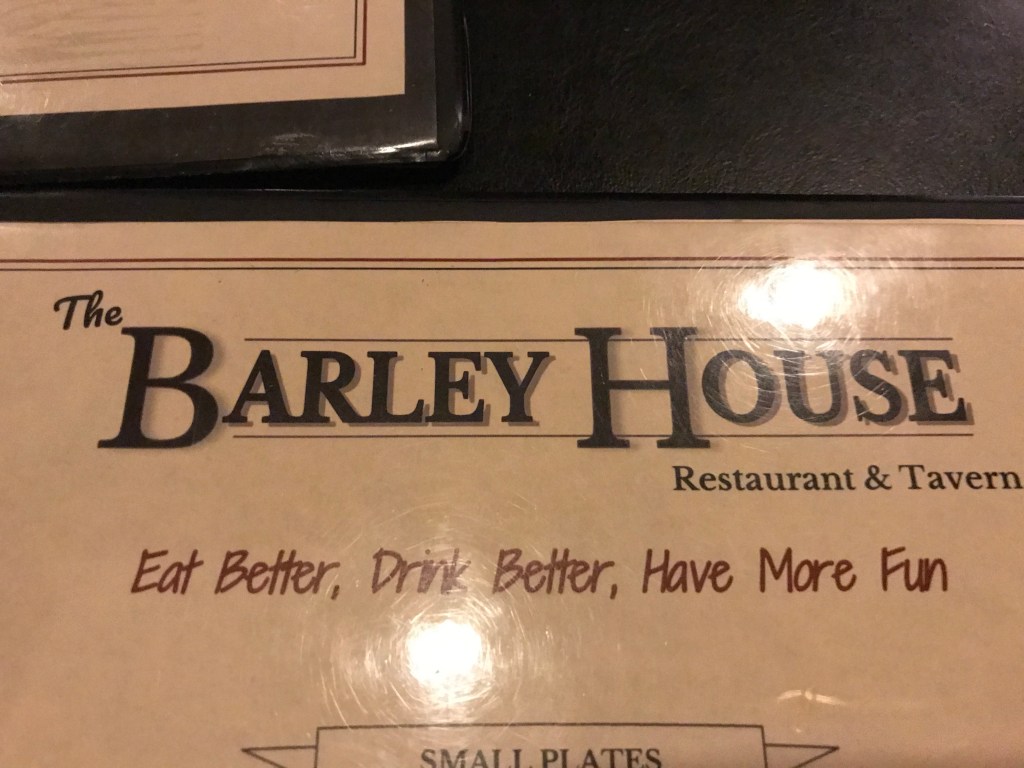 The
BARLEY HOUSE
Restaurant & Tavern
Eat Better, Drink Better, Have More Fun
SMALL PLATES